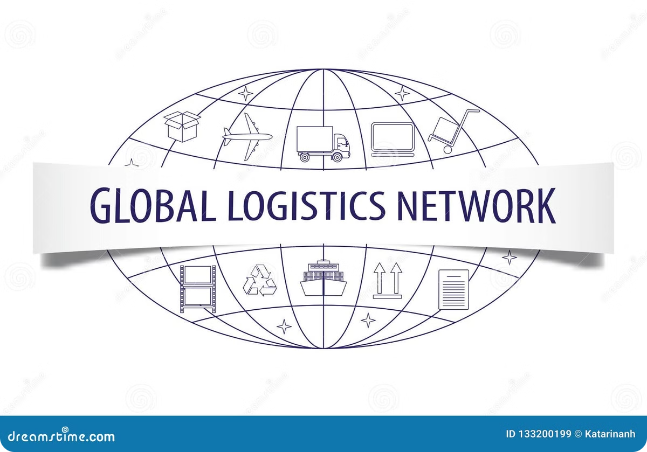 GLOBAL LOGISTICS NETWORK
dreamstime.com
ID 133200199 © Katarinanh